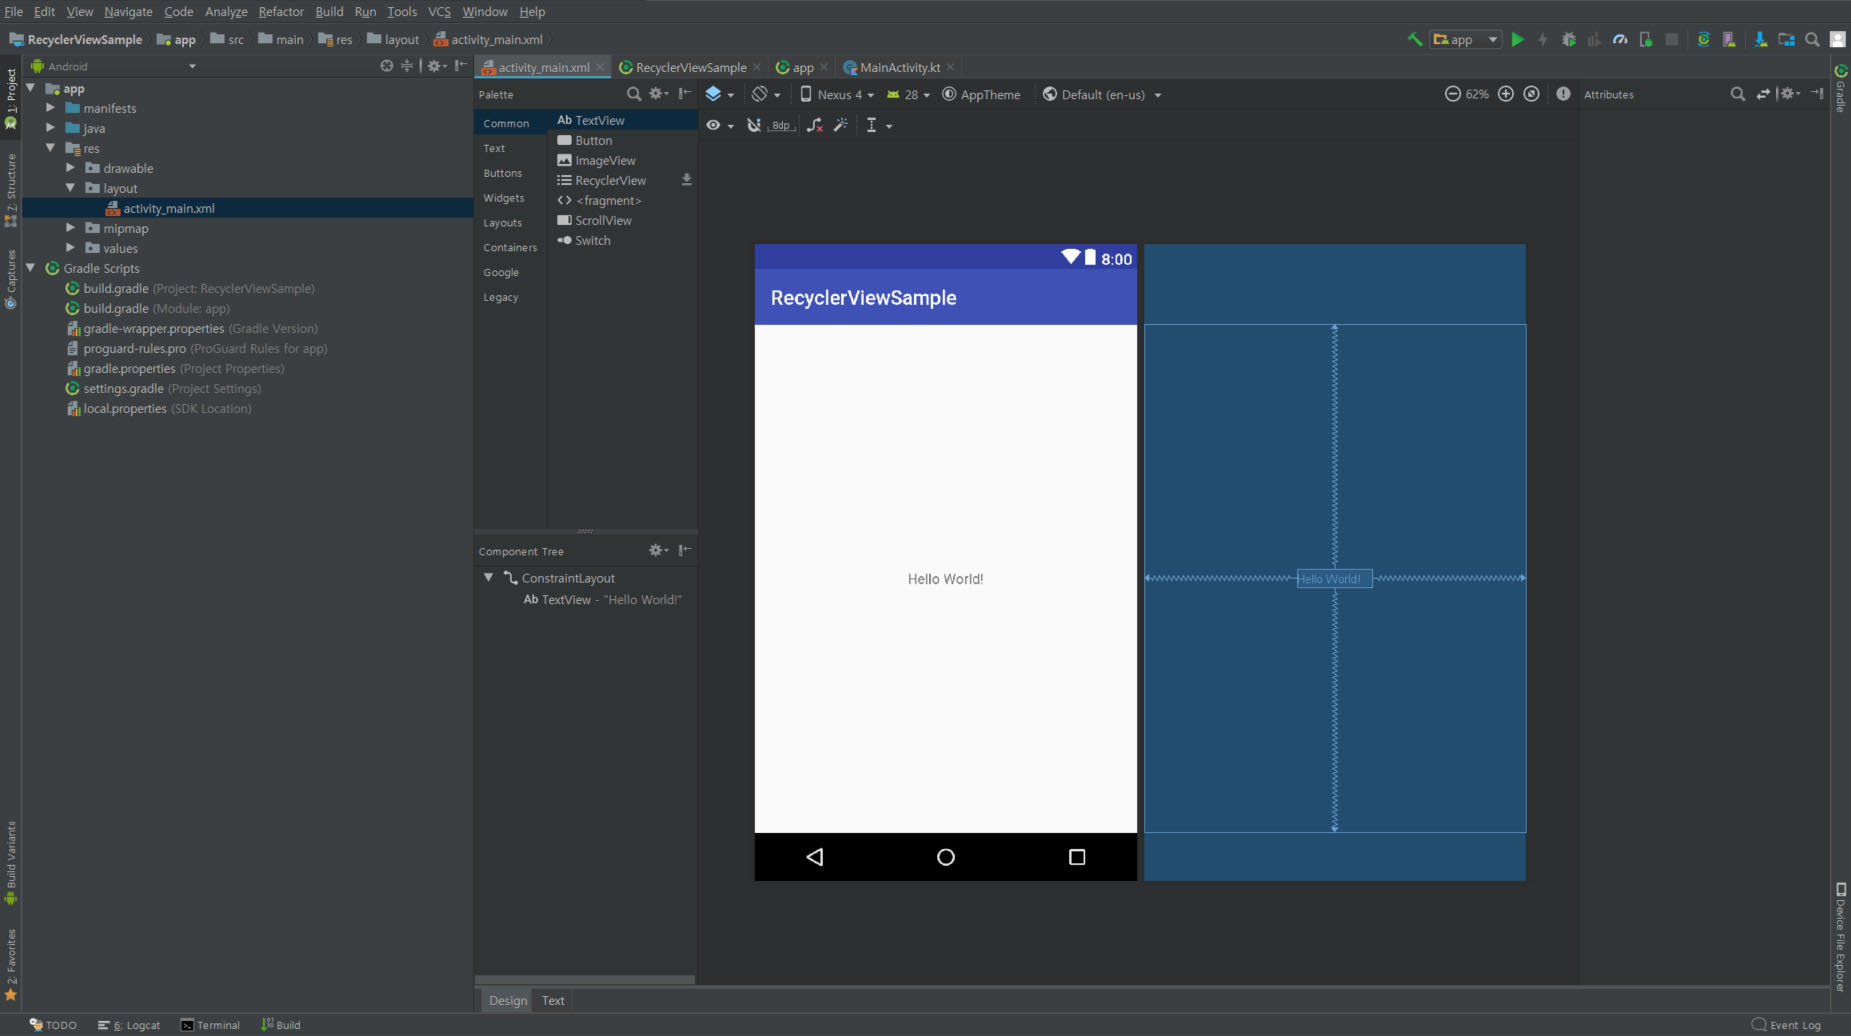 File Edit View Navigate Code Analyze Refactor Build Run Tools VCS Window Help
RecyclerViewSample app src main res layout activity_main.xml
app
Android
activity_main.xml RecyclerViewSample app MainActivity.kt
1: Project
Z: Structure
Captures
Build Variants
2: Favorites
app
manifests
java
res
drawable
layout
activity_main.xml
mipmap
values
Gradle Scripts
build.gradle (Project: RecyclerViewSample)
build.gradle (Module: app)
gradle-wrapper.properties (Gradle Version)
proguard-rules.pro (ProGuard Rules for app)
gradle.properties (Project Properties)
settings.gradle (Project Settings)
local.properties (SDK Location)
Palette
Common
Text
Buttons
Widgets
Layouts
Containers
Google
Legacy
Ab TextView
Button
ImageView
RecyclerView
<fragment>
ScrollView
Switch
Component Tree
ConstraintLayout
Ab TextView - "Hello World!"
Nexus 4 28 AppTheme Default (en-us) 62%
8dp
Attributes
8:00
RecyclerViewSample
Hello World!
Hello World!
Design Text
Gradle
Device File Explorer
TODO 6: Logcat Terminal Build Event Log